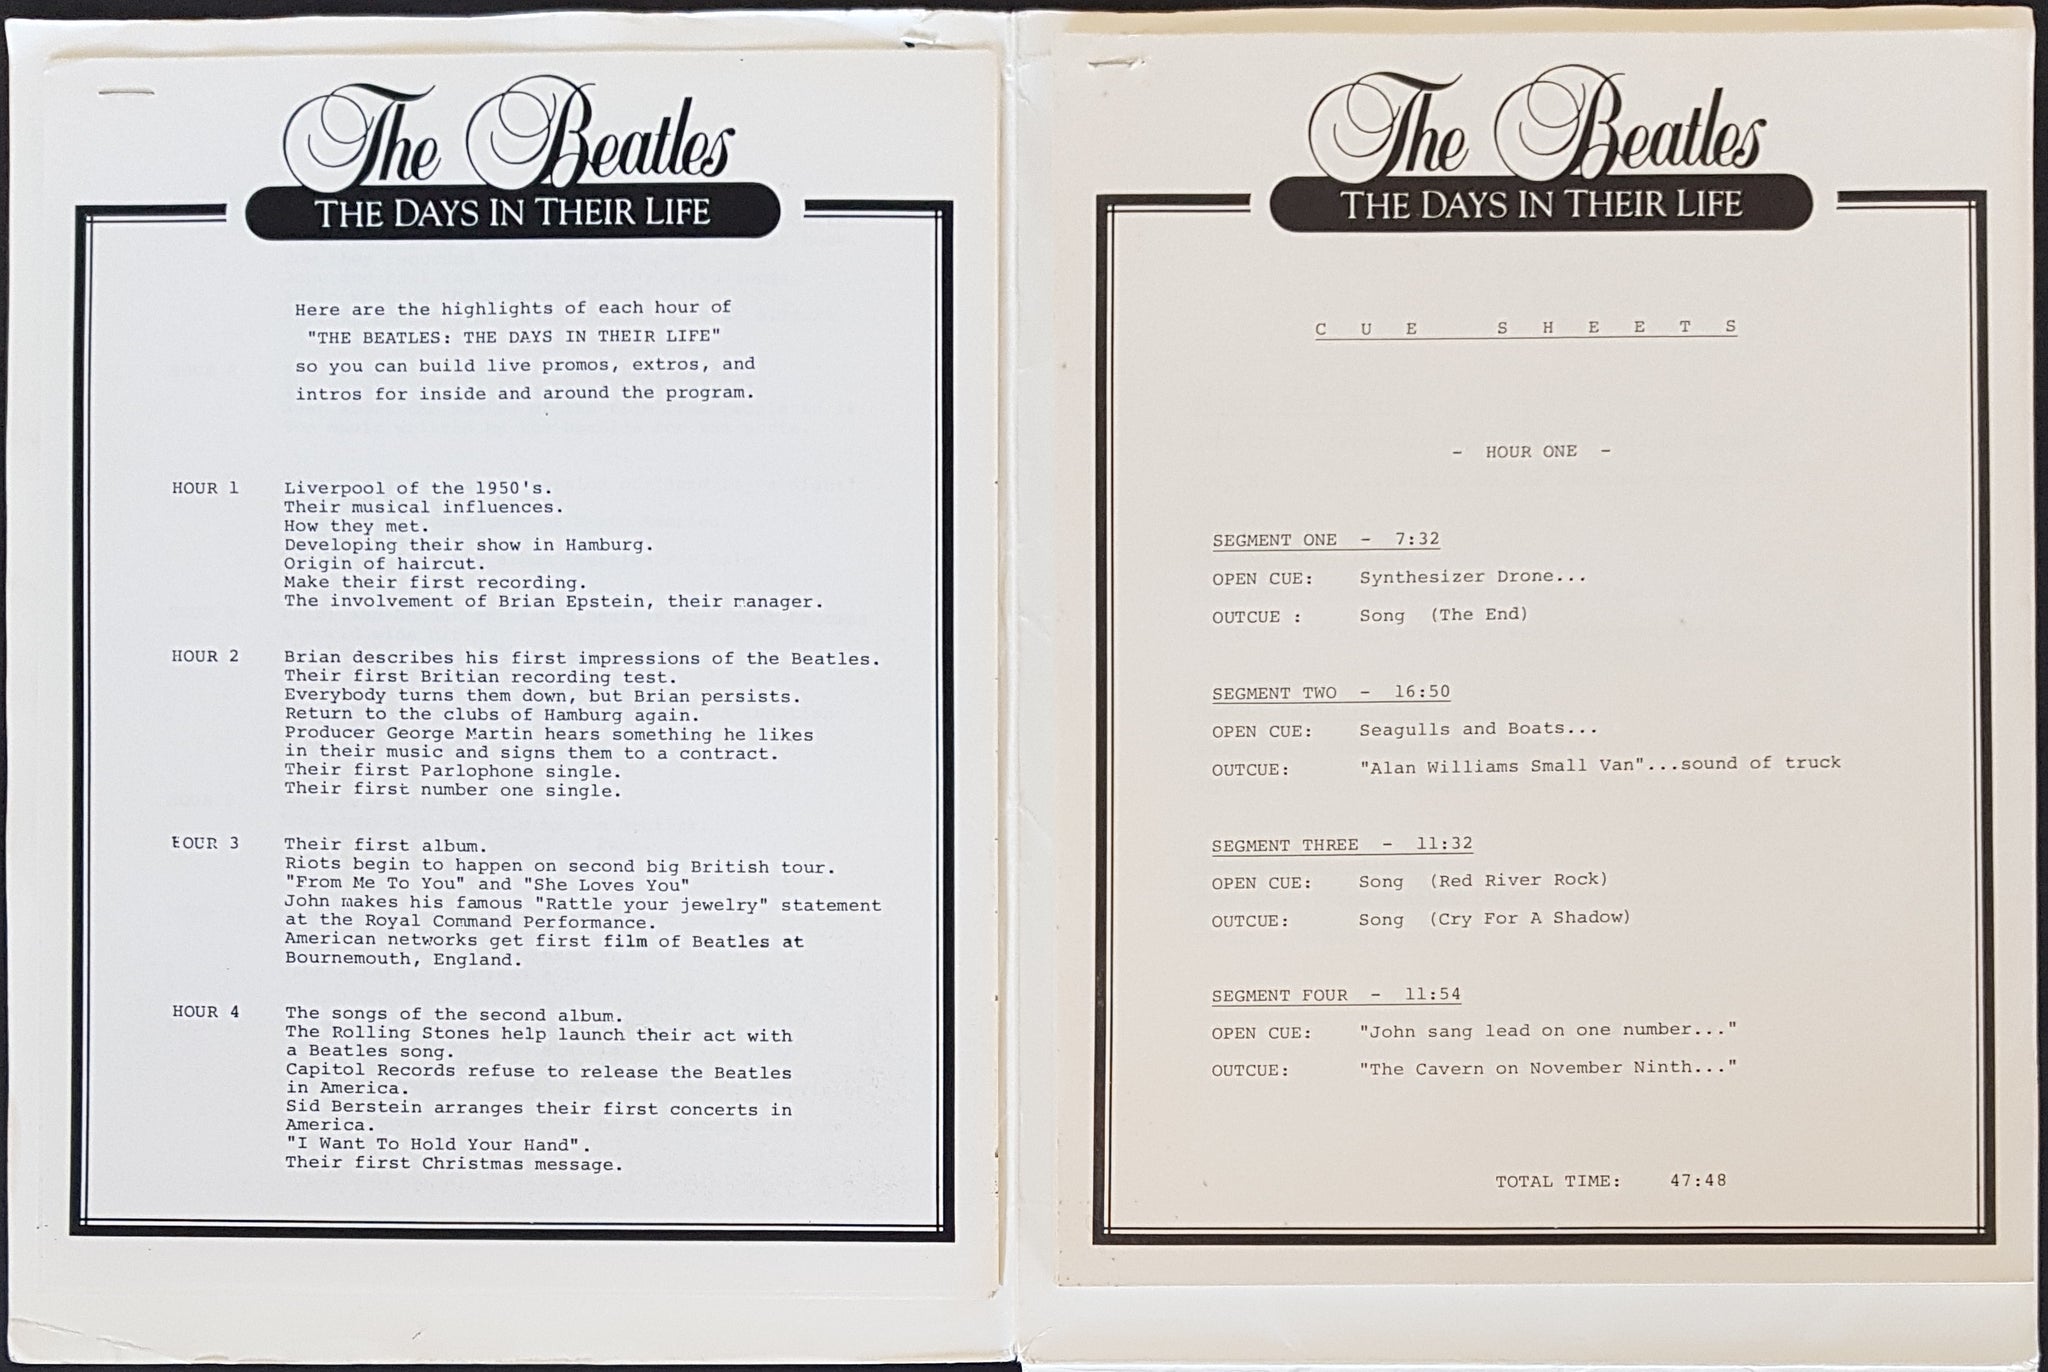 The Beatles
THE DAYS IN THEIR LIFE
Here are the highlights of each hour of
"THE BEATLES: THE DAYS IN THEIR LIFE"
so you can build live promos, extros, and
intros for inside and around the program.
HOUR 1 Liverpool of the 1950's.
Their musical influences.
How they met.
Developing their show in Hamburg.
Origin of haircut.
Make their first recording.
The involvement of Brian Epstein, their manager.
HOUR 2 Brian describes his first impressions of the Beatles.
Their first Britian recording test.
Everybody turns them down, but Brian persists.
Return to the clubs of Hamburg again.
Producer George Martin hears something he likes
in their music and signs them to a contract.
Their first Parlophone single.
Their first number one single.
HOUR 3 Their first album.
Riots begin to happen on second big British tour.
"From Me To You" and "She Loves You"
John makes his famous "Rattle your jewelry" statement
at the Royal Command Performance.
American networks get first film of Beatles at
Bournemouth, England.
HOUR 4 The songs of the second album.
The Rolling Stones help launch their act with
a Beatles song.
Capitol Records refuse to release the Beatles
in America.
Sid Berstein arranges their first concerts in
America.
"I Want To Hold Your Hand".
Their first Christmas message.
The Beatles
THE DAYS IN THEIR LIFE
CUE SHEETS
- HOUR ONE -
SEGMENT ONE - 7:32
OPEN CUE: Synthesizer Drone...
OUTCUE : Song (The End)
SEGMENT TWO - 16:50
OPEN CUE: Seagulls and Boats...
OUTCUE: "Alan Williams Small Van"...sound of truck
SEGMENT THREE - 11:32
OPEN CUE: Song (Red River Rock)
OUTCUE: Song (Cry For A Shadow)
SEGMENT FOUR - 11:54
OPEN CUE: "John sang lead on one number..."
OUTCUE: "The Cavern on November Ninth..."
TOTAL TIME: 47:48